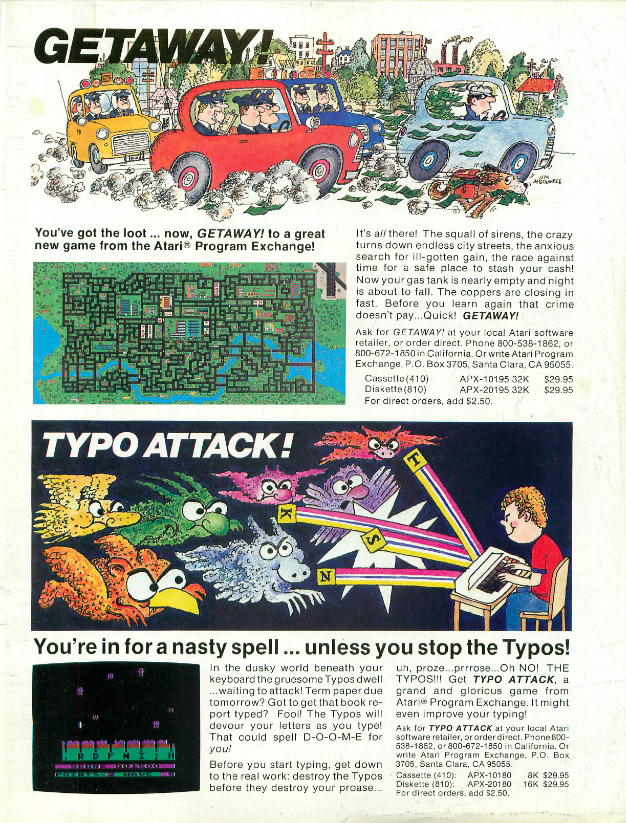 GETAWAY!
JIM
You've got the loot ... now, GETAWAY! to a great
new game from the Atari® Program Exchange!
It's all there! The squall of sirens, the crazy
turns down endless city streets, the anxious
search for ill-gotten gain, the race against
time for a safe place to stash your cash!
Now your gas tank is nearly empty and night
is about to fall. The coppers are closing in
fast. Before you learn again that crime
doesn't pay...Quick! GETAWAY!
Ask for GETAWAY! at your local Atari software
retailer, or order direct. Phone 800-538-1862, or
800-672-1850 in California. Or write Atari Program
Exchange, P.O. Box 3705, Santa Clara, CA 95055.
Cassette (410) APX-10195 32K $29.95
Diskette (810) APX-20195 32K $29.95
For direct orders, add $2.50.
TYPO ATTACK!
T
K
S
N
You're in for a nasty spell ... unless you stop the Typos!
In the dusky world beneath your
keyboard the gruesome Typos dwell
...waiting to attack! Term paper due
tomorrow? Got to get that book re-
port typed? Fool! The Typos will
devour your letters as you type!
That could spell D-O-O-M-E for
you!
Before you start typing, get down
to the real work: destroy the Typos
before they destroy your proase...
uh, proze...prrrose...Oh NO! THE
TYPOS!!! Get TYPO ATTACK, a
grand and glorious game from
Atari® Program Exchange. It might
even improve your typing!
Ask for TYPO ATTACK at your local Atari
software retailer, or order direct. Phone 800-
538-1862, or 800-672-1850 in California. Or
write Atari Program Exchange, P.O. Box
3705, Santa Clara, CA 95055.
Cassette (410): APX-10180 8K $29.95
Diskette (810): APX-20180 16K $29.95
For direct orders, add $2.50.